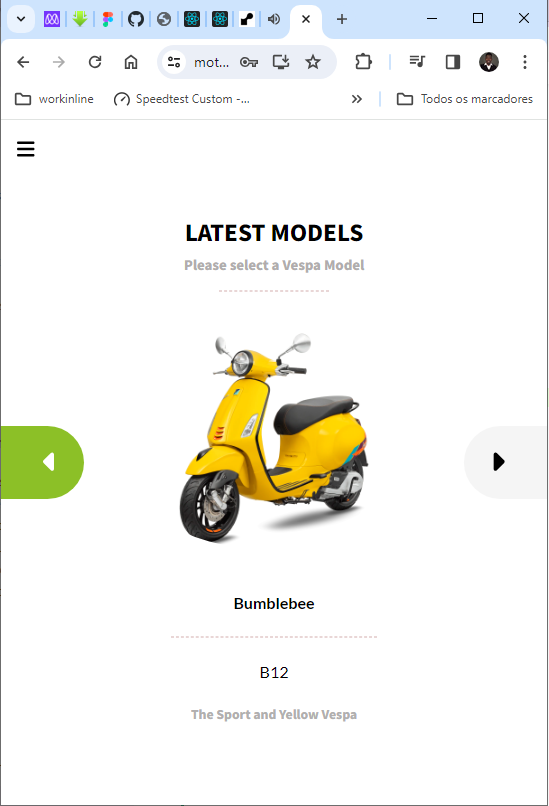 mot...
workinline
Speedtest Custom -...
Todos os marcadores
LATEST MODELS
Please select a Vespa Model
Bumblebee
B12
The Sport and Yellow Vespa